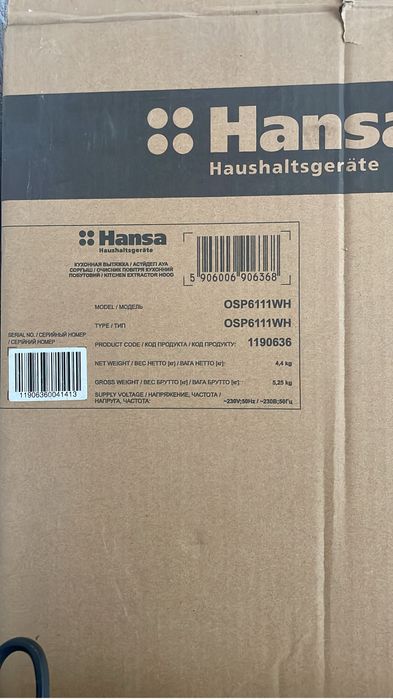 Hansa
Haushaltsgeräte
Hansa
Haushaltsgeräte
КУХОННАЯ ВЫТЯЖКА / АСҮЙДЕГІ АУА
СОРҒЫШ / ОЧИСНИК ПОВІТРЯ КУХОННИЙ
ПОБУТОВИЙ / KITCHEN EXTRACTOR HOOD
5 906006 906368
MODEL / МОДЕЛЬ OSP6111WH
TYPE / ТИП OSP6111WH
PRODUCT CODE / КОД ПРОДУКТА / КОД ПРОДУКТУ: 1190636
SERIAL NO. / СЕРИЙНЫЙ НОМЕР
/ СЕРІЙНИЙ НОМЕР
11906360041413
NET WEIGHT / ВЕС НЕТТО [кг] / ВАГА НЕТТО [кг]: 4,4 kg
GROSS WEIGHT / ВЕС БРУТТО [кг] / ВАГА БРУТТО [кг]: 5,25 kg
SUPPLY VOLTAGE / НАПРЯЖЕНИЕ, ЧАСТОТА /
НАПРУГА, ЧАСТОТА: ~230V;50Hz / ~230В;50Гц